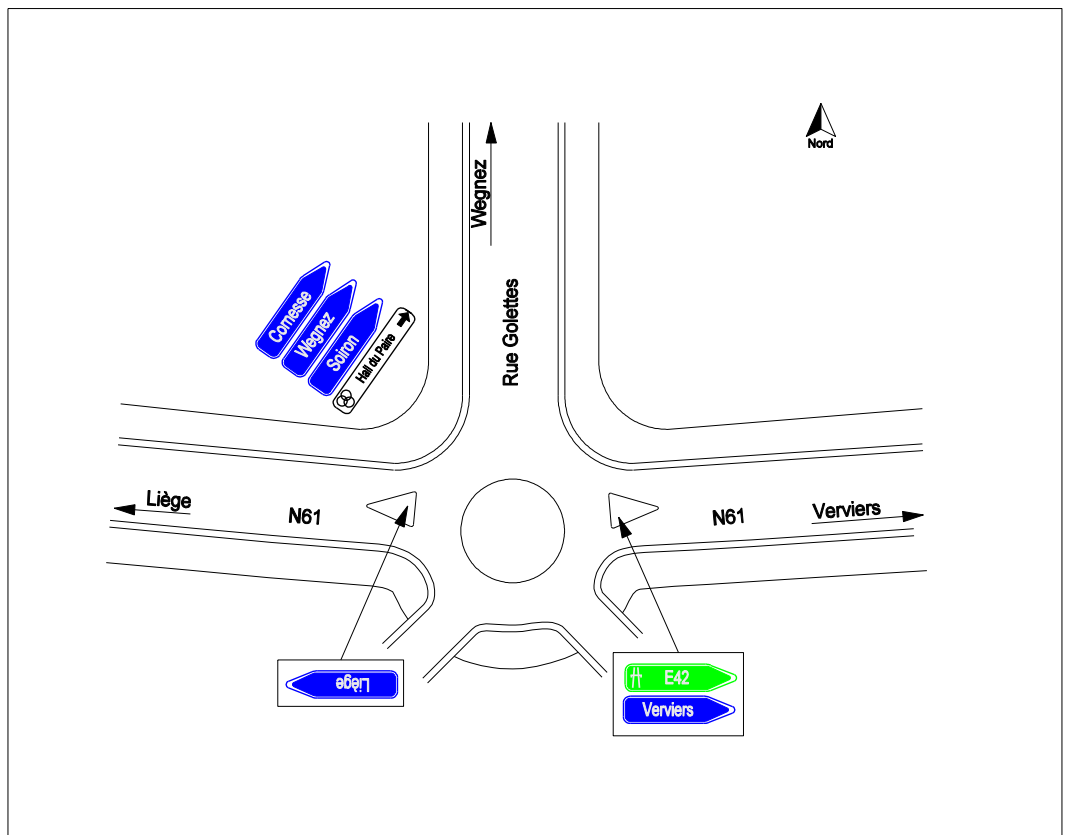 Nord
Wegnez
Rue Golettes
Cornesse
Wegnez
Soiron
Hall du Paire
Liège
N61
N61
Verviers
Liège
E42
Verviers